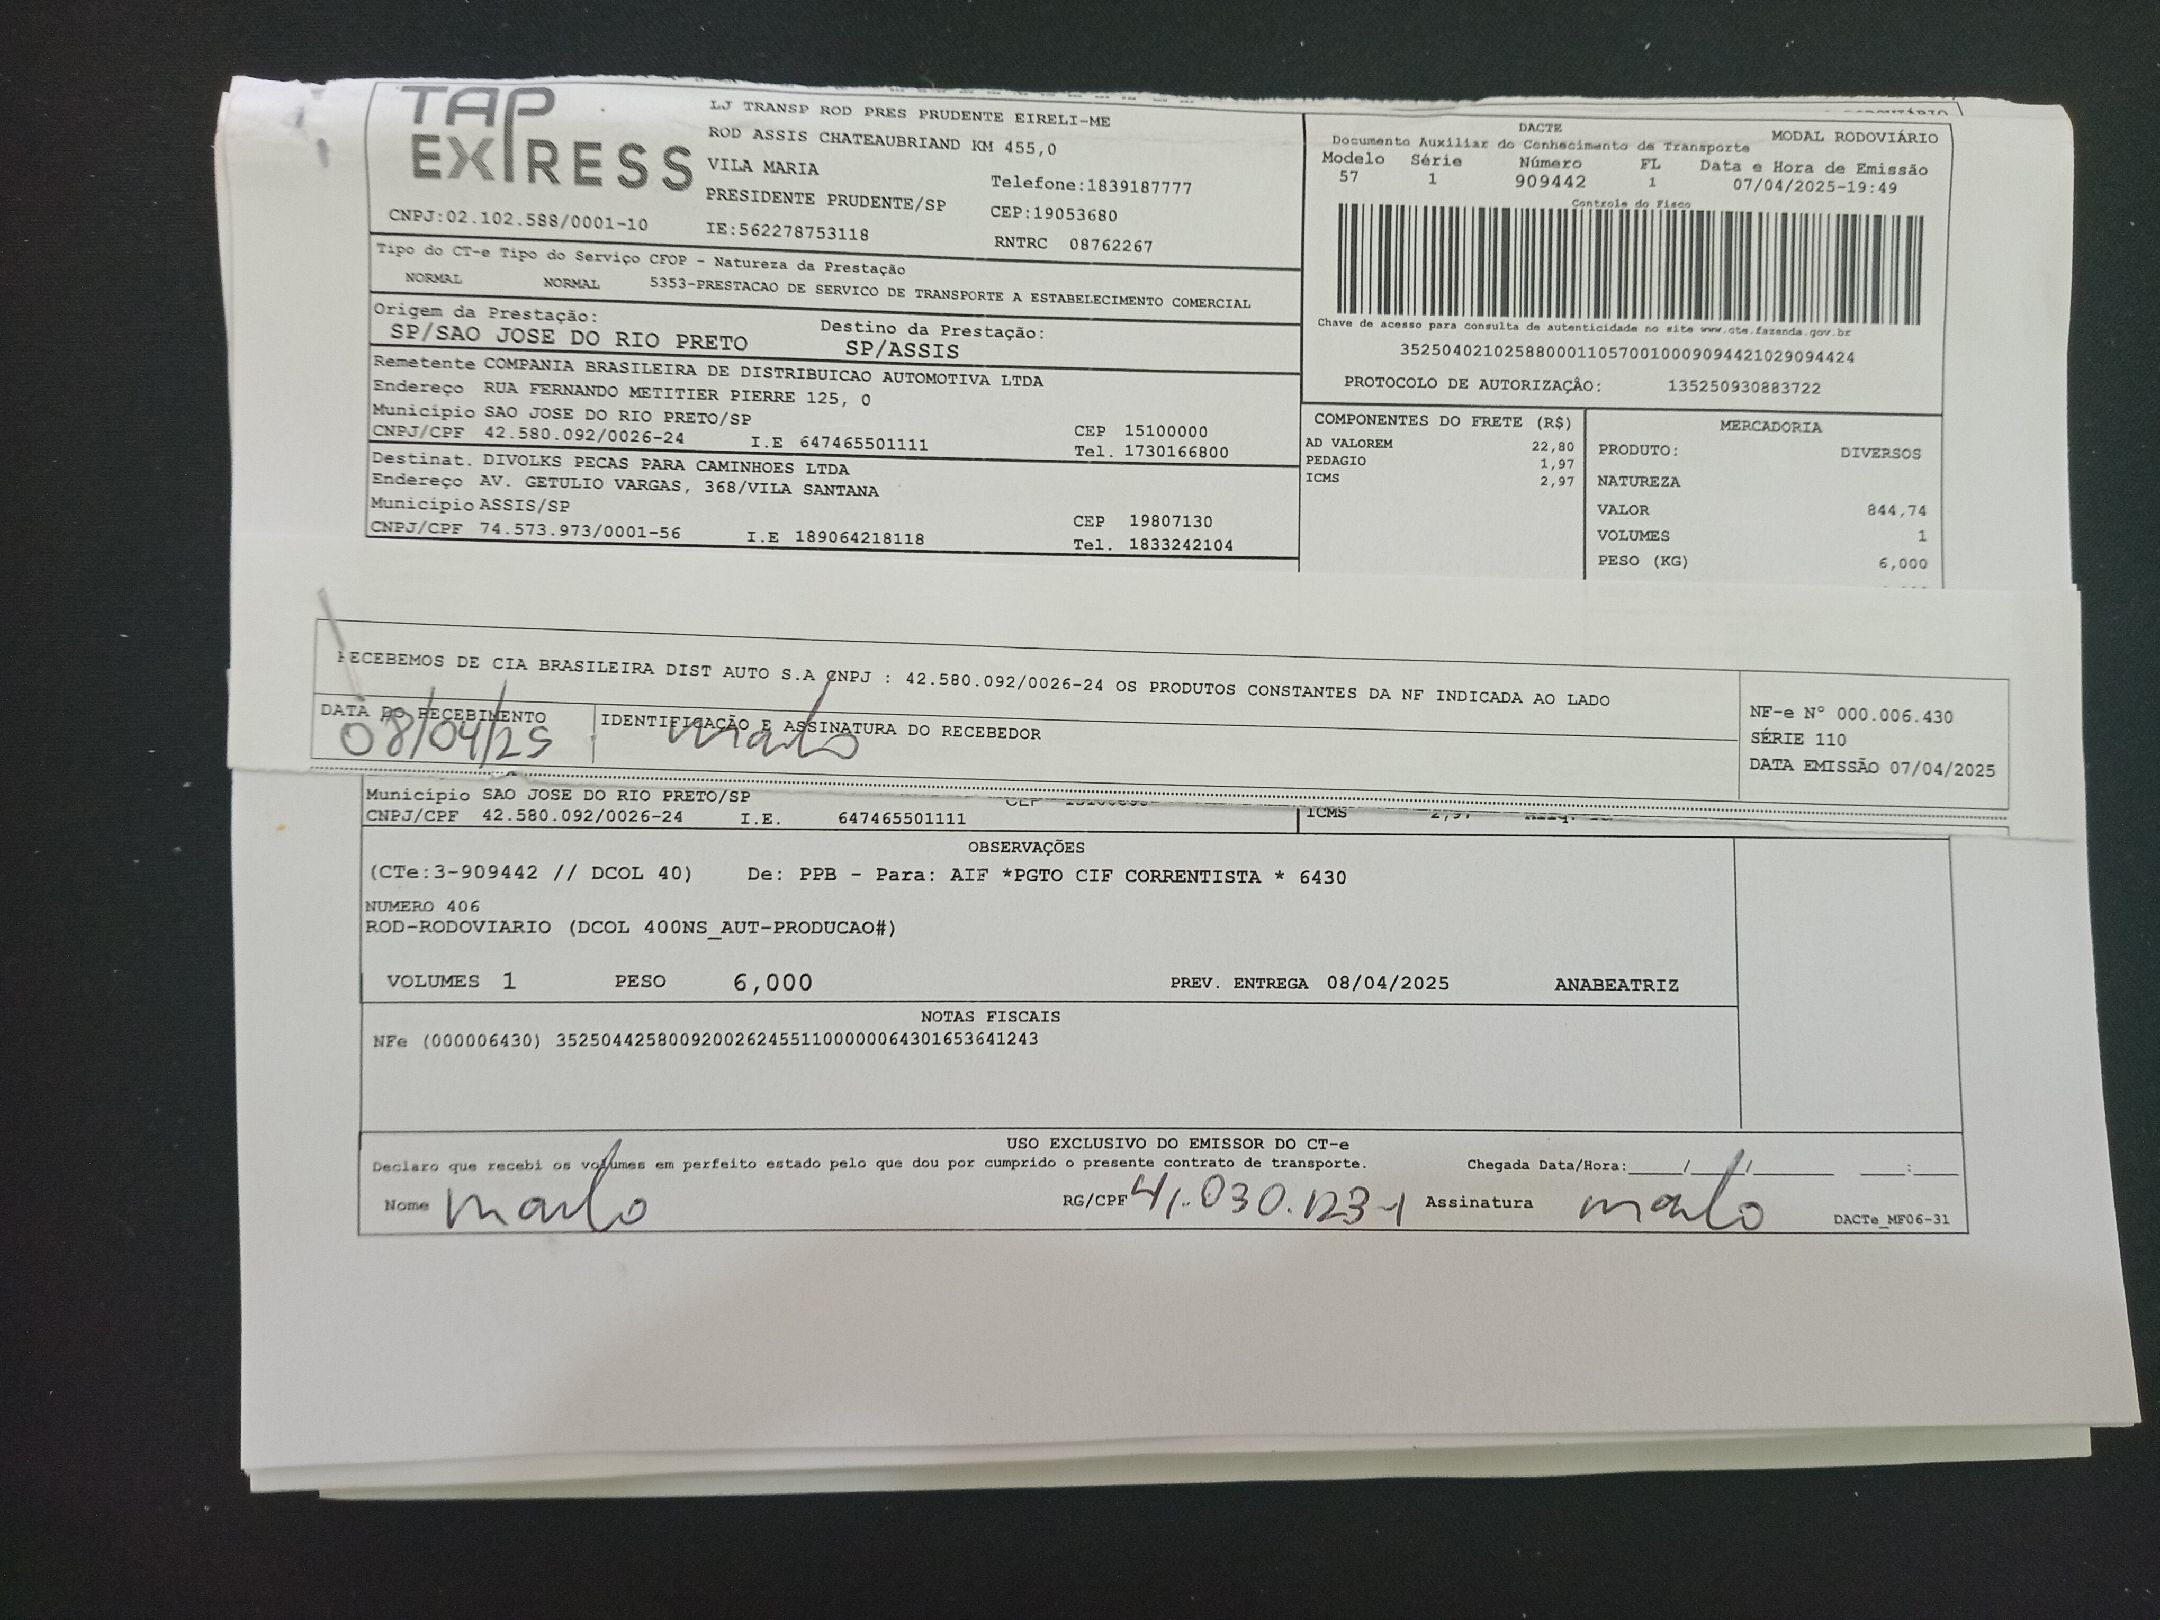 TAP EXPRESS
LJ TRANSP ROD PRES PRUDENTE EIRELI-ME
ROD ASSIS CHATEAUBRIAND KM 455,0
VILA MARIA
Telefone:1839187777
PRESIDENTE PRUDENTE/SP
CEP:19053680
CNPJ:02.102.588/0001-10
IE:562278753118
RNTRC 08762267
DACTE
MODAL RODOVIÁRIO
Documento Auxiliar do Conhecimento de Transporte
Modelo Série Número FL Data e Hora de Emissão
57 1 909442 1 07/04/2025-19:49
Controle do Fisco
Chave de acesso para consulta de autenticidade no site www.cte.fazenda.gov.br
35250402102588000110570010009094421029094424
PROTOCOLO DE AUTORIZAÇÂO: 135250930883722
Tipo do CT-e Tipo do Serviço CFOP - Natureza da Prestação
NORMAL NORMAL 5353-PRESTACAO DE SERVICO DE TRANSPORTE A ESTABELECIMENTO COMERCIAL
Origem da Prestação: Destino da Prestação:
SP/SAO JOSE DO RIO PRETO SP/ASSIS
Remetente COMPANIA BRASILEIRA DE DISTRIBUICAO AUTOMOTIVA LTDA
Endereço RUA FERNANDO METITIER PIERRE 125, 0
Município SAO JOSE DO RIO PRETO/SP CEP 15100000
CNPJ/CPF 42.580.092/0026-24 I.E 647465501111 Tel. 1730166800
Destinat. DIVOLKS PECAS PARA CAMINHOES LTDA
Endereço AV. GETULIO VARGAS, 368/VILA SANTANA
Município ASSIS/SP CEP 19807130
CNPJ/CPF 74.573.973/0001-56 I.E 189064218118 Tel. 1833242104
COMPONENTES DO FRETE (R$)
AD VALOREM 22,80
PEDAGIO 1,97
ICMS 2,97
MERCADORIA
PRODUTO: DIVERSOS
NATUREZA
VALOR 844,74
VOLUMES 1
PESO (KG) 6,000
RECEBEMOS DE CIA BRASILEIRA DIST AUTO S.A CNPJ : 42.580.092/0026-24 OS PRODUTOS CONSTANTES DA NF INDICADA AO LADO
DATA DO RECEBIMENTO
08/04/25
IDENTIFICAÇÃO E ASSINATURA DO RECEBEDOR
NF-e N° 000.006.430
SÉRIE 110
DATA EMISSÃO 07/04/2025
Município SAO JOSE DO RIO PRETO/SP
CNPJ/CPF 42.580.092/0026-24 I.E. 647465501111
ICMS
OBSERVAÇÕES
(CTe:3-909442 // DCOL 40) De: PPB - Para: AIF *PGTO CIF CORRENTISTA * 6430
NUMERO 406
ROD-RODOVIARIO (DCOL 400NS_AUT-PRODUCAO#)
VOLUMES 1 PESO 6,000 PREV. ENTREGA 08/04/2025 ANABEATRIZ
NOTAS FISCAIS
NFe (000006430) 35250442580092002624551100000064301653641243
USO EXCLUSIVO DO EMISSOR DO CT-e
Declaro que recebi os volumes em perfeito estado pelo que dou por cumprido o presente contrato de transporte. Chegada Data/Hora:____/____/______ ___:___
Nome RG/CPF 41.030.123-1 Assinatura
DACTe_MF06-31